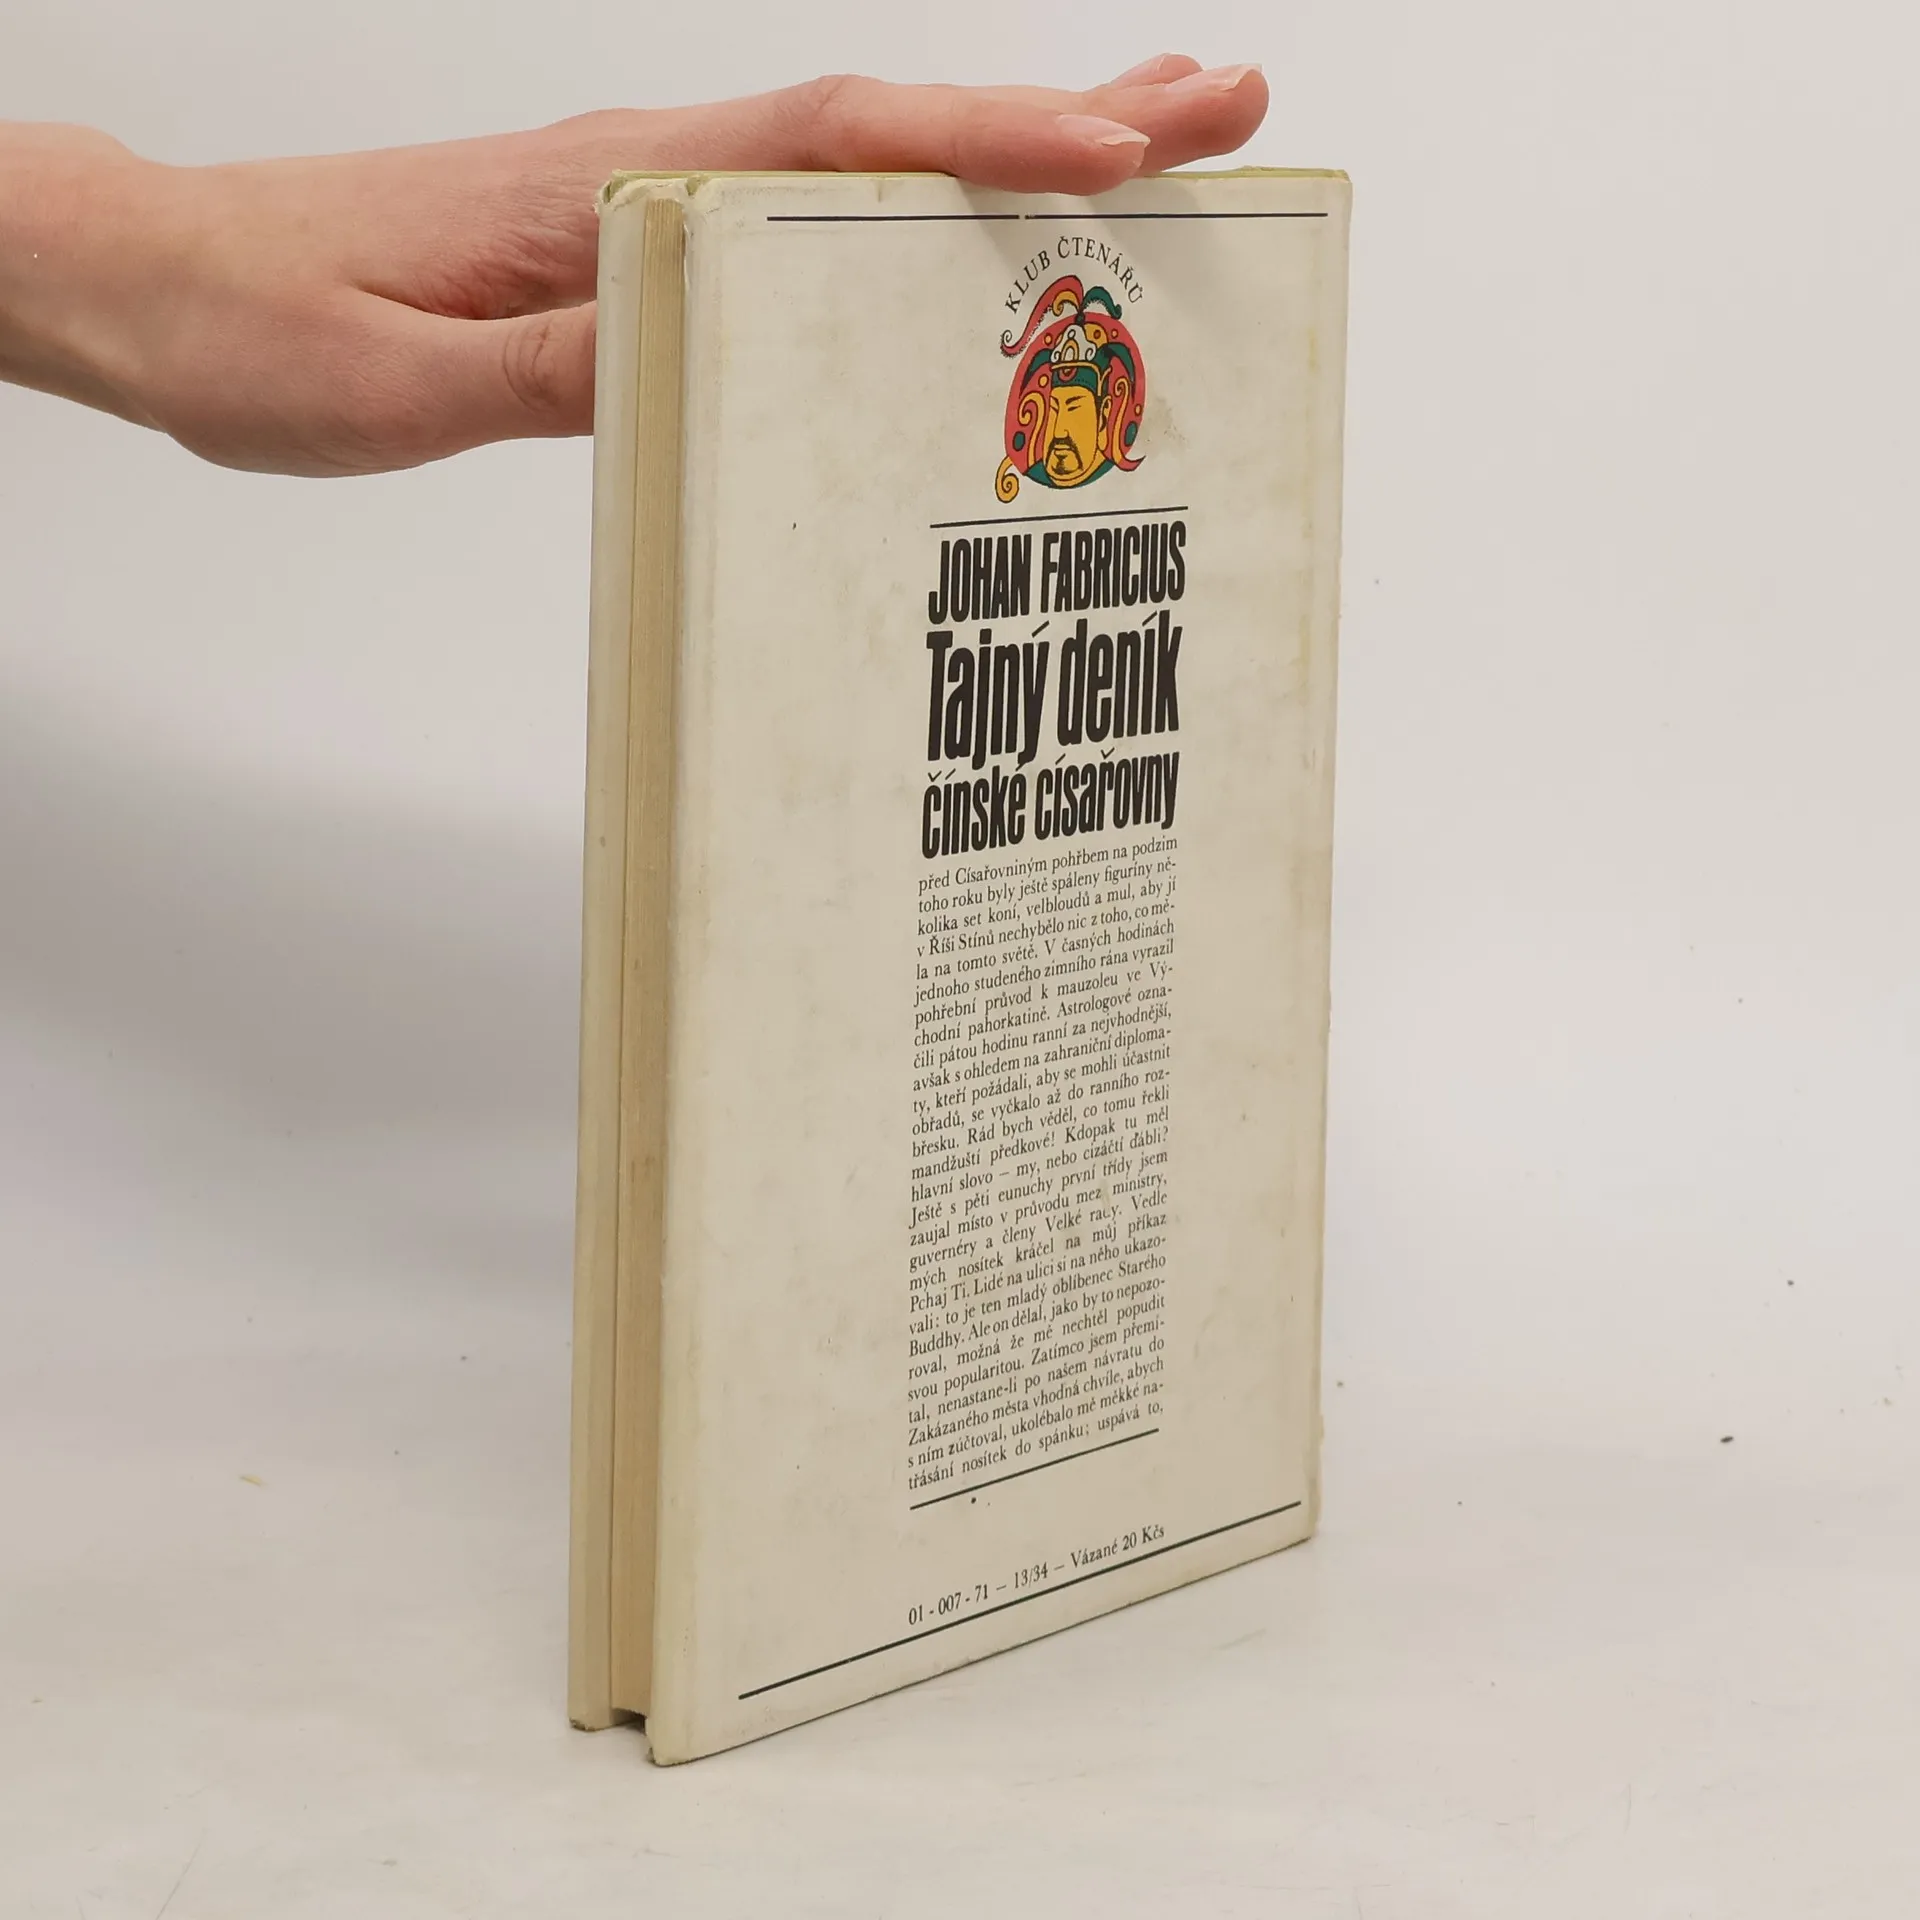 KLUB ČTENÁŘŮ
JOHAN FABRICIUS
Tajný deník
čínské císařovny
před Císařovniným pohřbem na podzim
toho roku byly ještě spáleny figuríny ně-
kolika set koní, velbloudů a mul, aby jí
v Říši Stínů nechybělo nic z toho, co mě-
la na tomto světě. V časných hodinách
jednoho studeného zimního rána vyrazil
pohřební průvod k mauzoleu ve Vý-
chodní pahorkatině. Astrologové ozna-
čili pátou hodinu ranní za nejvhodnější,
avšak s ohledem na zahraniční diploma-
ty, kteří požádali, aby se mohli účastnit
obřadů, se vyčkalo až do ranního roz-
břesku. Rád bych věděl, co tomu řekli
mandžuští předkové! Kdopak tu měl
hlavní slovo – my, nebo cizáčtí ďábli?
Ještě s pěti eunuchy první třídy jsem
zaujal místo v průvodu mez ministry,
guvernéry a členy Velké rady. Vedle
mých nosítek kráčel na můj příkaz
Pchaj Ti. Lidé na ulici si na něho ukazo-
vali: to je ten mladý oblíbenec Starého
Buddhy. Ale on dělal, jako by to nepozo-
roval, možná že mě nechtěl popudit
svou popularitou. Zatímco jsem přemí-
tal, nenastane-li po našem návratu do
Zakázaného města vhodná chvíle, abych
s ním zúčtoval, ukolébalo mě měkké na-
třásání nosítek do spánku; uspává to,
01 - 007 - 71 – 13/34 – Vázané 20 Kčs